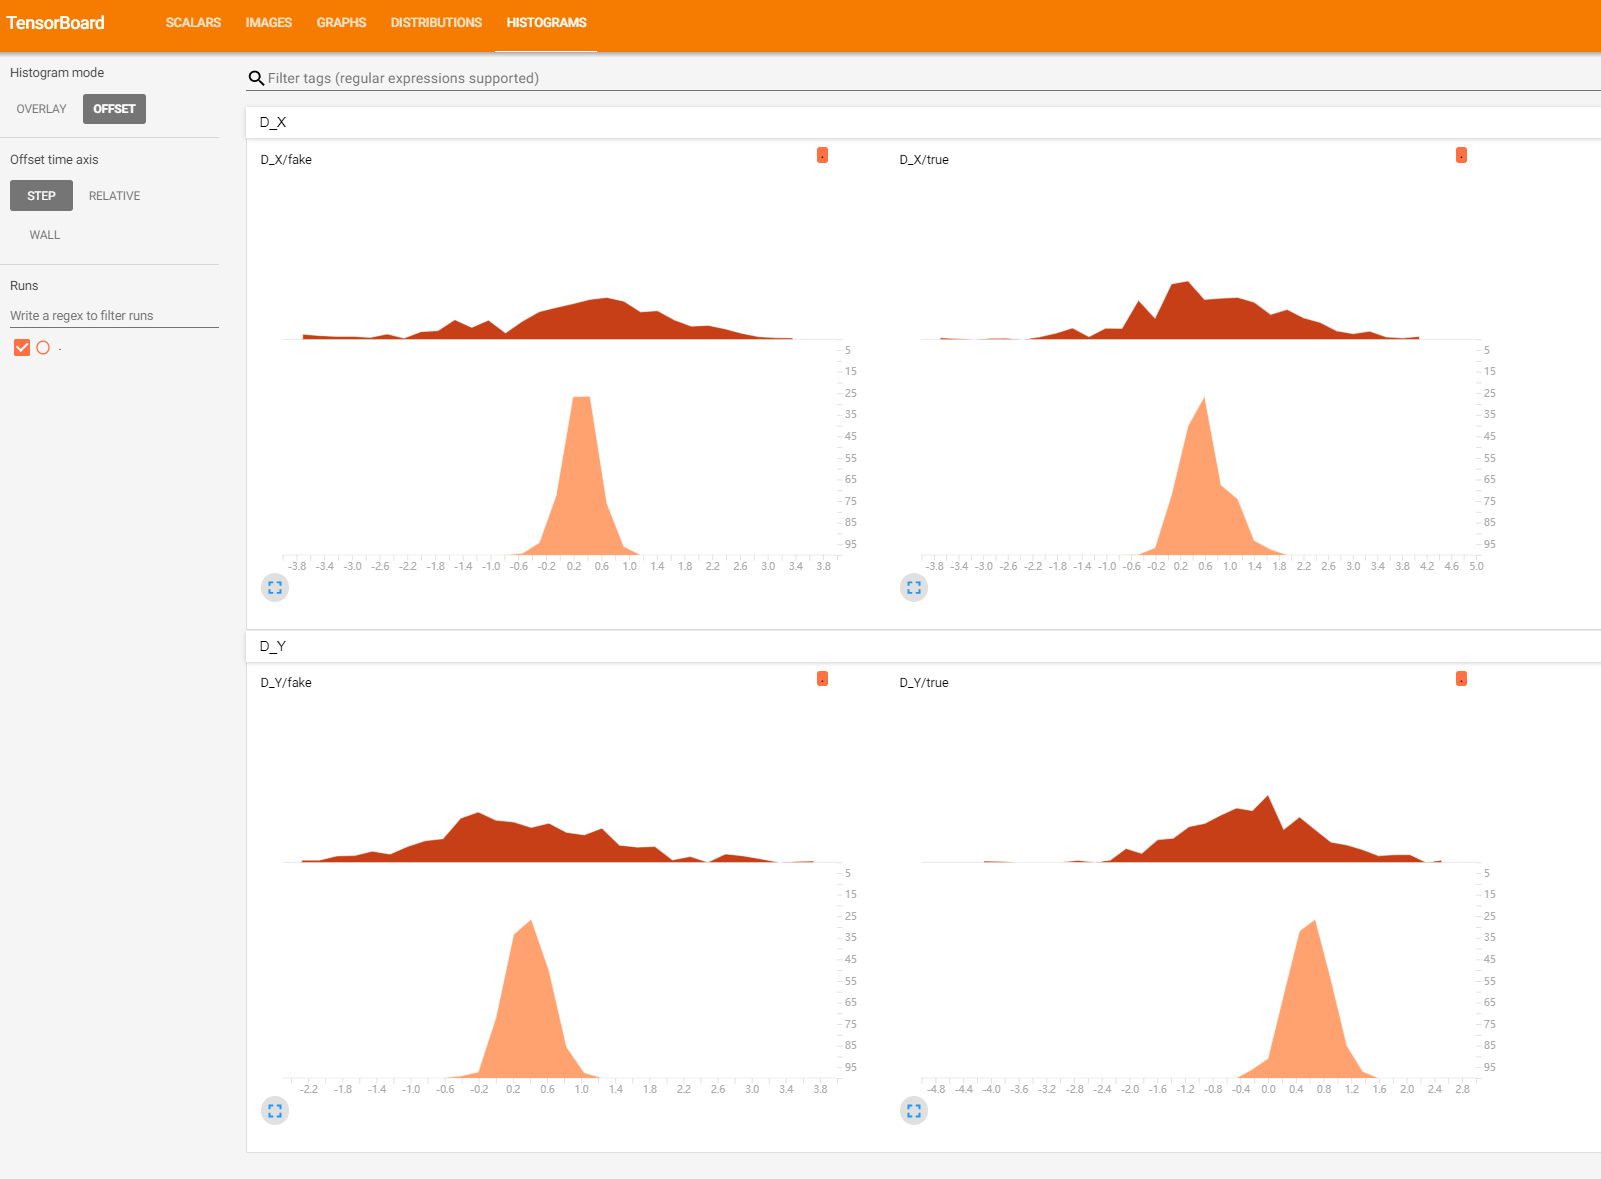 TensorBoard SCALARS IMAGES GRAPHS DISTRIBUTIONS HISTOGRAMS
Histogram mode
OVERLAY OFFSET
Offset time axis
STEP RELATIVE
WALL
Runs
Write a regex to filter runs
.
Filter tags (regular expressions supported)
D_X
D_X/fake .
5
15
25
35
45
55
65
75
85
95
-3.8 -3.4 -3.0 -2.6 -2.2 -1.8 -1.4 -1.0 -0.6 -0.2 0.2 0.6 1.0 1.4 1.8 2.2 2.6 3.0 3.4 3.8
D_X/true .
5
15
25
35
45
55
65
75
85
95
-3.8 -3.4 -3.0 -2.6 -2.2 -1.8 -1.4 -1.0 -0.6 -0.2 0.2 0.6 1.0 1.4 1.8 2.2 2.6 3.0 3.4 3.8 4.2 4.6 5.0
D_Y
D_Y/fake .
5
15
25
35
45
55
65
75
85
95
-2.2 -1.8 -1.4 -1.0 -0.6 -0.2 0.2 0.6 1.0 1.4 1.8 2.2 2.6 3.0 3.4 3.8
D_Y/true .
5
15
25
35
45
55
65
75
85
95
-4.8 -4.4 -4.0 -3.6 -3.2 -2.8 -2.4 -2.0 -1.6 -1.2 -0.8 -0.4 0.0 0.4 0.8 1.2 1.6 2.0 2.4 2.8